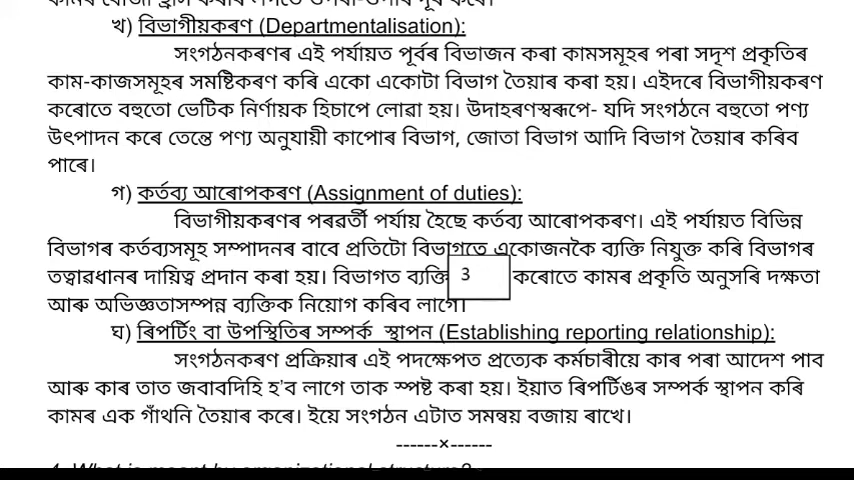 খ) বিভাগীয়কৰণ (Departmentalisation):
সংগঠনকৰণৰ এই পৰ্যায়ত পূৰ্বৰ বিভাজন কৰা কামসমূহৰ পৰা সদৃশ প্ৰকৃতিৰ
কাম-কাজসমূহৰ সমষ্টিকৰণ কৰি একো একোটা বিভাগ তৈয়াৰ কৰা হয়। এইদৰে বিভাগীয়কৰণ
কৰোতে বহুতো ভেটিক নিৰ্ণায়ক হিচাপে লোৱা হয়। উদাহৰণস্বৰূপে- যদি সংগঠনে বহুতো পণ্য
উৎপাদন কৰে তেন্তে পণ্য অনুযায়ী কাপোৰ বিভাগ, জোতা বিভাগ আদি বিভাগ তৈয়াৰ কৰিব
পাৰে।
গ) কৰ্তব্য আৰোপকৰণ (Assignment of duties):
বিভাগীয়কৰণৰ পৰৱৰ্তী পৰ্যায় হৈছে কৰ্তব্য আৰোপকৰণ। এই পৰ্যায়ত বিভিন্ন
বিভাগৰ কৰ্তব্যসমূহ সম্পাদনৰ বাবে প্ৰতিটো বিভাগতে একোজনকৈ ব্যক্তি নিযুক্ত কৰি বিভাগৰ
তত্বাৱধানৰ দায়িত্ব প্ৰদান কৰা হয়। বিভাগত ব্যক্তি 3 কৰোতে কামৰ প্ৰকৃতি অনুসৰি দক্ষতা
আৰু অভিজ্ঞতাসম্পন্ন ব্যক্তিক নিয়োগ কৰিব লাগে।
ঘ) ৰিপৰ্টিং বা উপস্থিতিৰ সম্পৰ্ক স্থাপন (Establishing reporting relationship):
সংগঠনকৰণ প্ৰক্ৰিয়াৰ এই পদক্ষেপত প্ৰত্যেক কৰ্মচাৰীয়ে কাৰ পৰা আদেশ পাব
আৰু কাৰ তাত জবাবদিহি হ'ব লাগে তাক স্পষ্ট কৰা হয়। ইয়াত ৰিপৰ্টিঙৰ সম্পৰ্ক স্থাপন কৰি
কামৰ এক গাঁথনি তৈয়াৰ কৰে। ইয়ে সংগঠন এটাত সমন্বয় বজায় ৰাখে।
------×------
4. What is meant by organizational structure?